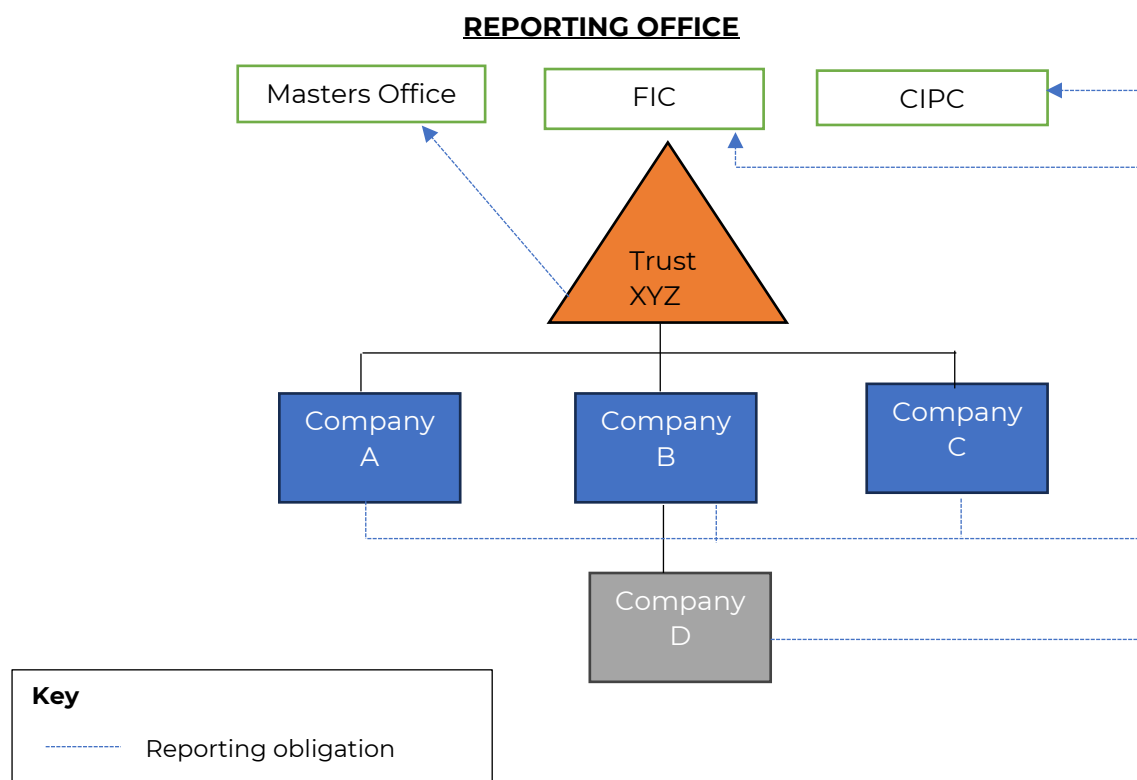 REPORTING OFFICE
Masters Office
FIC
CIPC
Trust
XYZ
Company
A
Company
B
Company
C
Company
D
Key
Reporting obligation